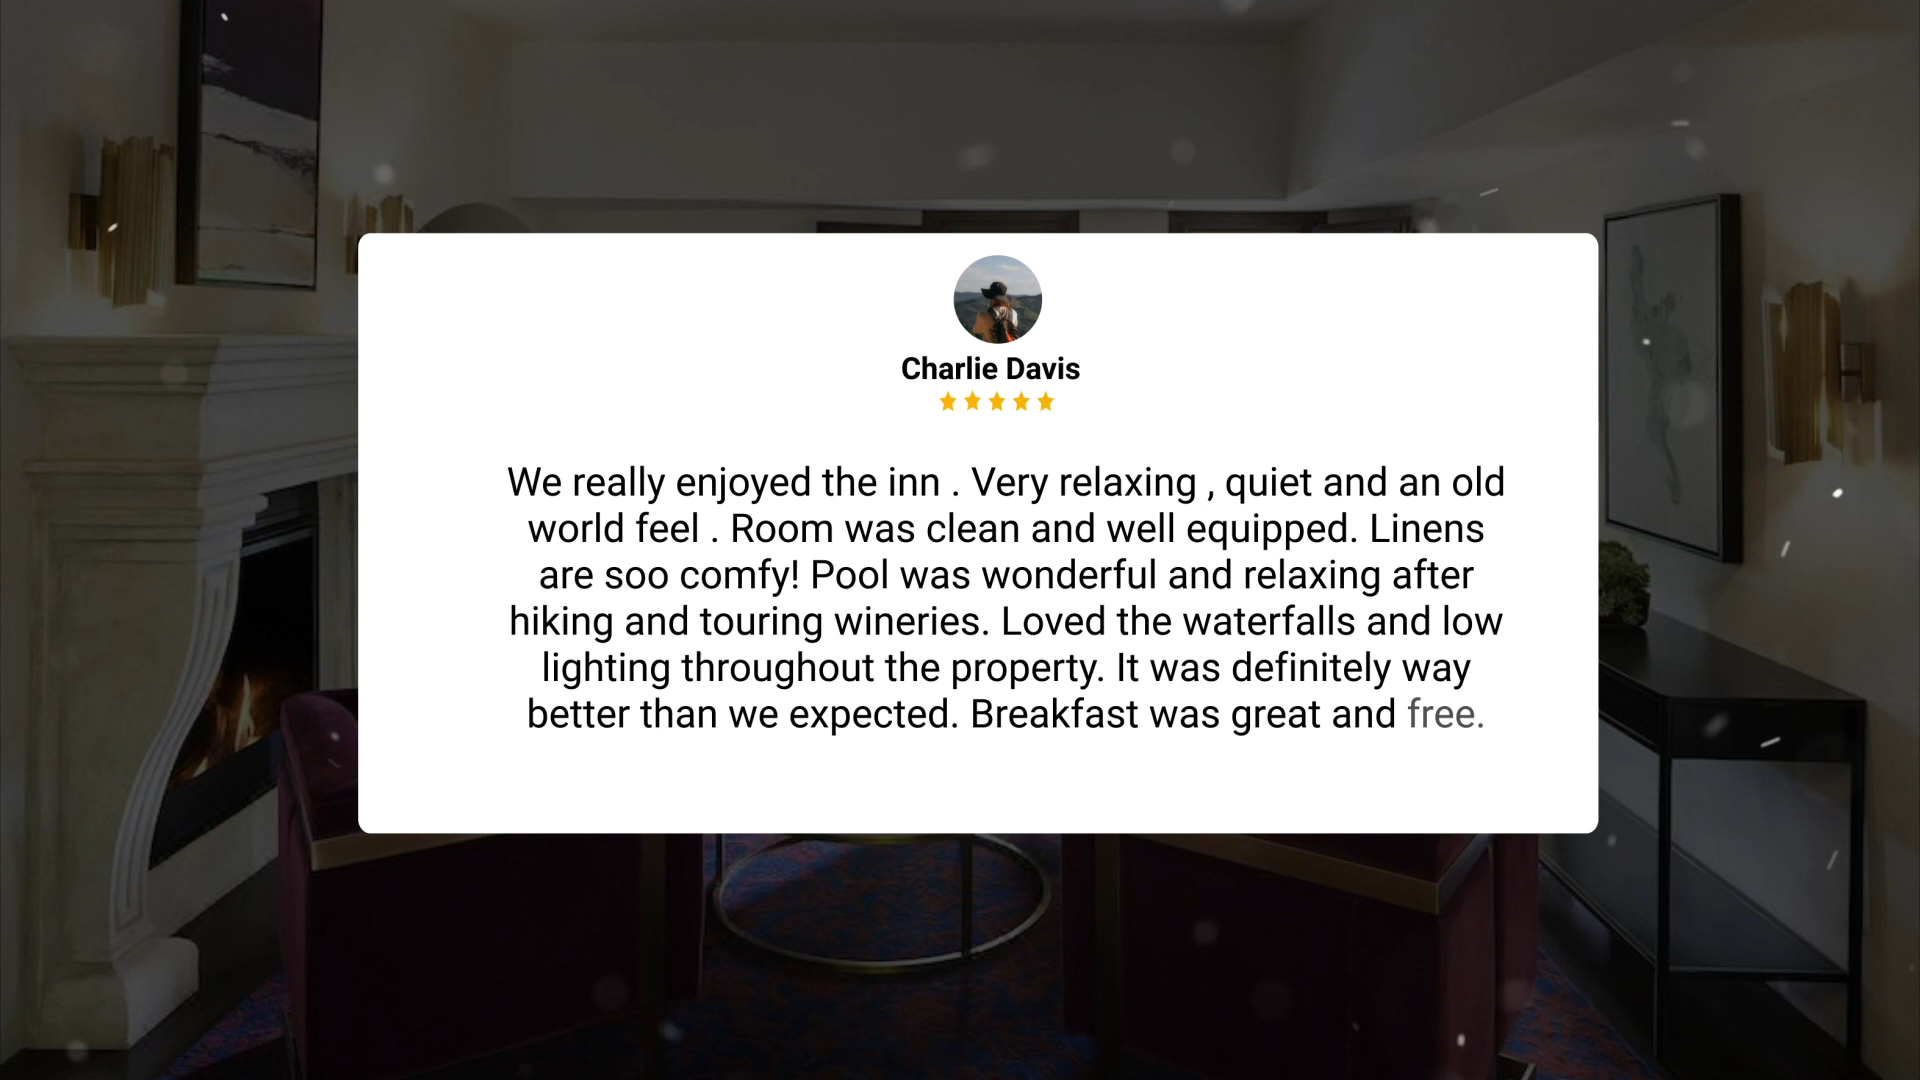 Charlie Davis
We really enjoyed the inn . Very relaxing , quiet and an old
world feel . Room was clean and well equipped. Linens
are soo comfy! Pool was wonderful and relaxing after
hiking and touring wineries. Loved the waterfalls and low
lighting throughout the property. It was definitely way
better than we expected. Breakfast was great and free.